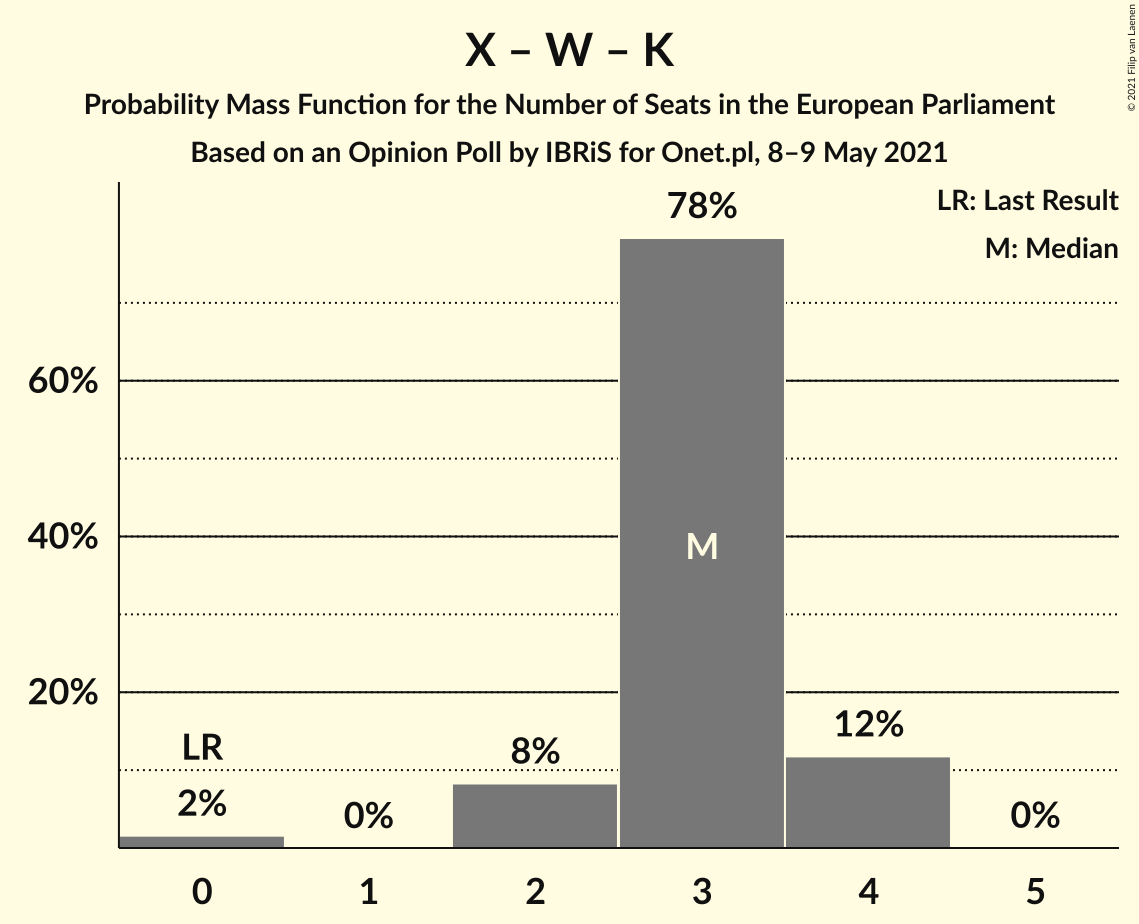 X – W – K
Probability Mass Function for the Number of Seats in the European Parliament
Based on an Opinion Poll by IBRiS for Onet.pl, 8–9 May 2021
© 2021 Filip van Laenen
LR: Last Result
M: Median
78%
60%
40%
20%
M
LR
2%
0%
8%
12%
0%
0 1 2 3 4 5